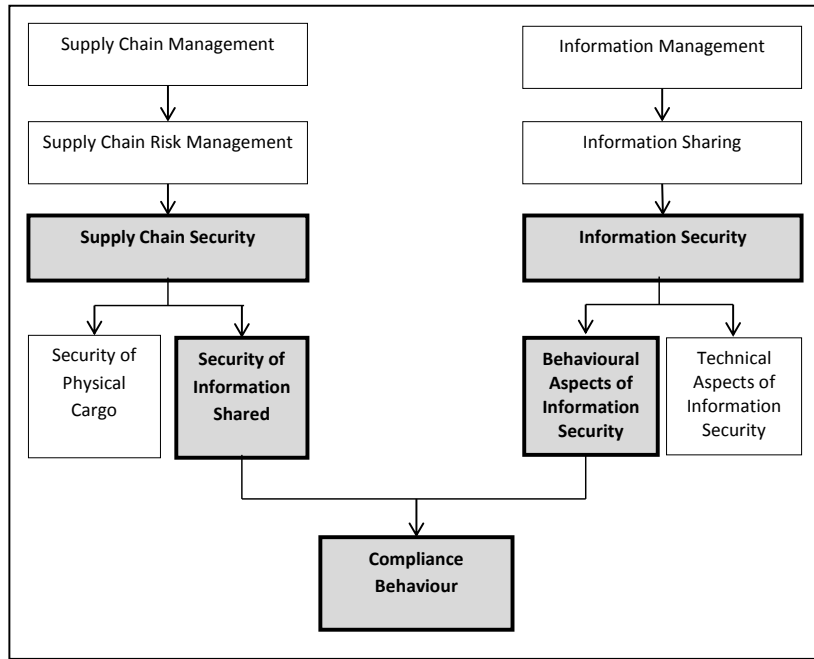 Supply Chain Management
Information Management
Supply Chain Risk Management
Information Sharing
Supply Chain Security
Information Security
Security of
Physical
Cargo
Security of
Information
Shared
Behavioural
Aspects of
Information
Security
Technical
Aspects of
Information
Security
Compliance
Behaviour